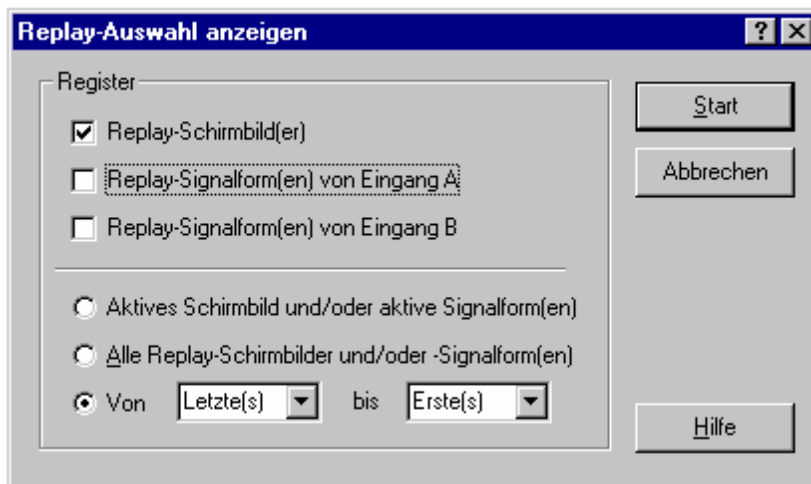 Replay-Auswahl anzeigen
Register
Replay-Schirmbild(er)
Replay-Signalform(en) von Eingang A
Replay-Signalform(en) von Eingang B
Aktives Schirmbild und/oder aktive Signalform(en)
Alle Replay-Schirmbilder und/oder -Signalform(en)
Von Letzte(s) bis Erste(s)
Start
Abbrechen
Hilfe